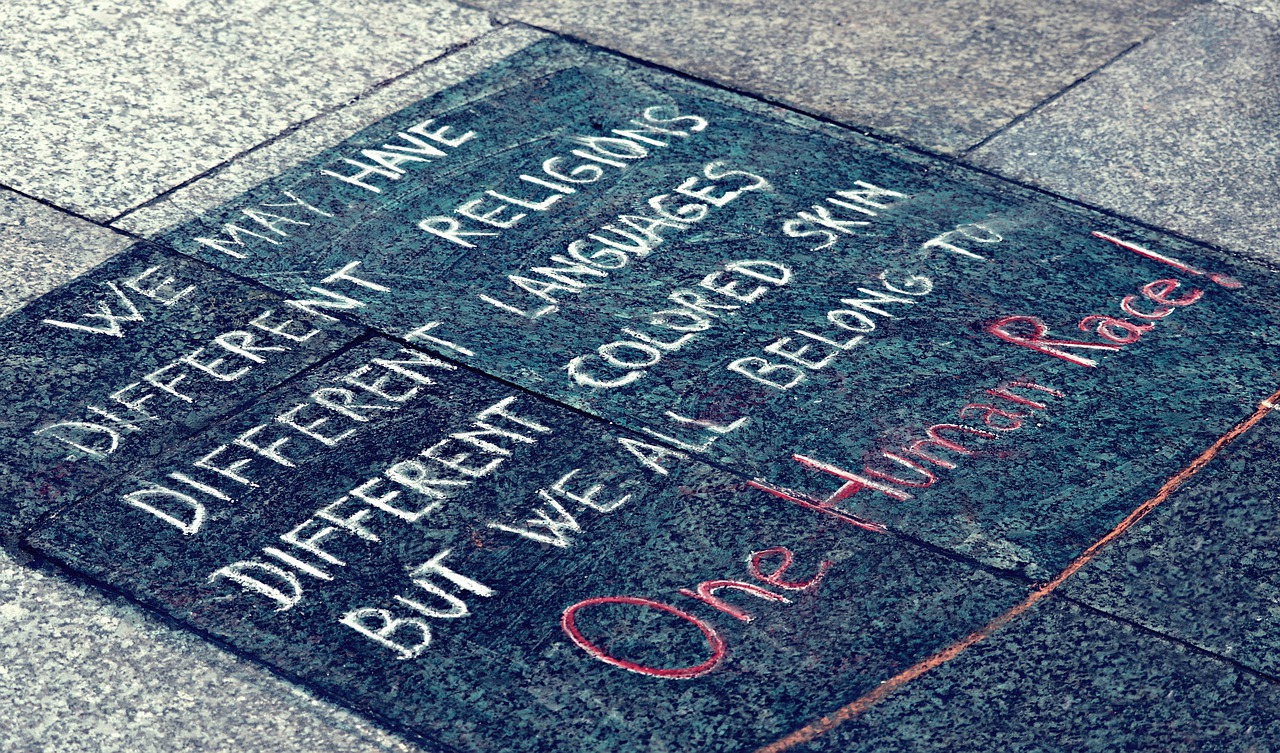 WE MAY HAVE
DIFFERENT RELIGIONS
DIFFERENT LANGUAGES
DIFFERENT COLORED SKIN
BUT WE ALL BELONG TO
One Human Race!